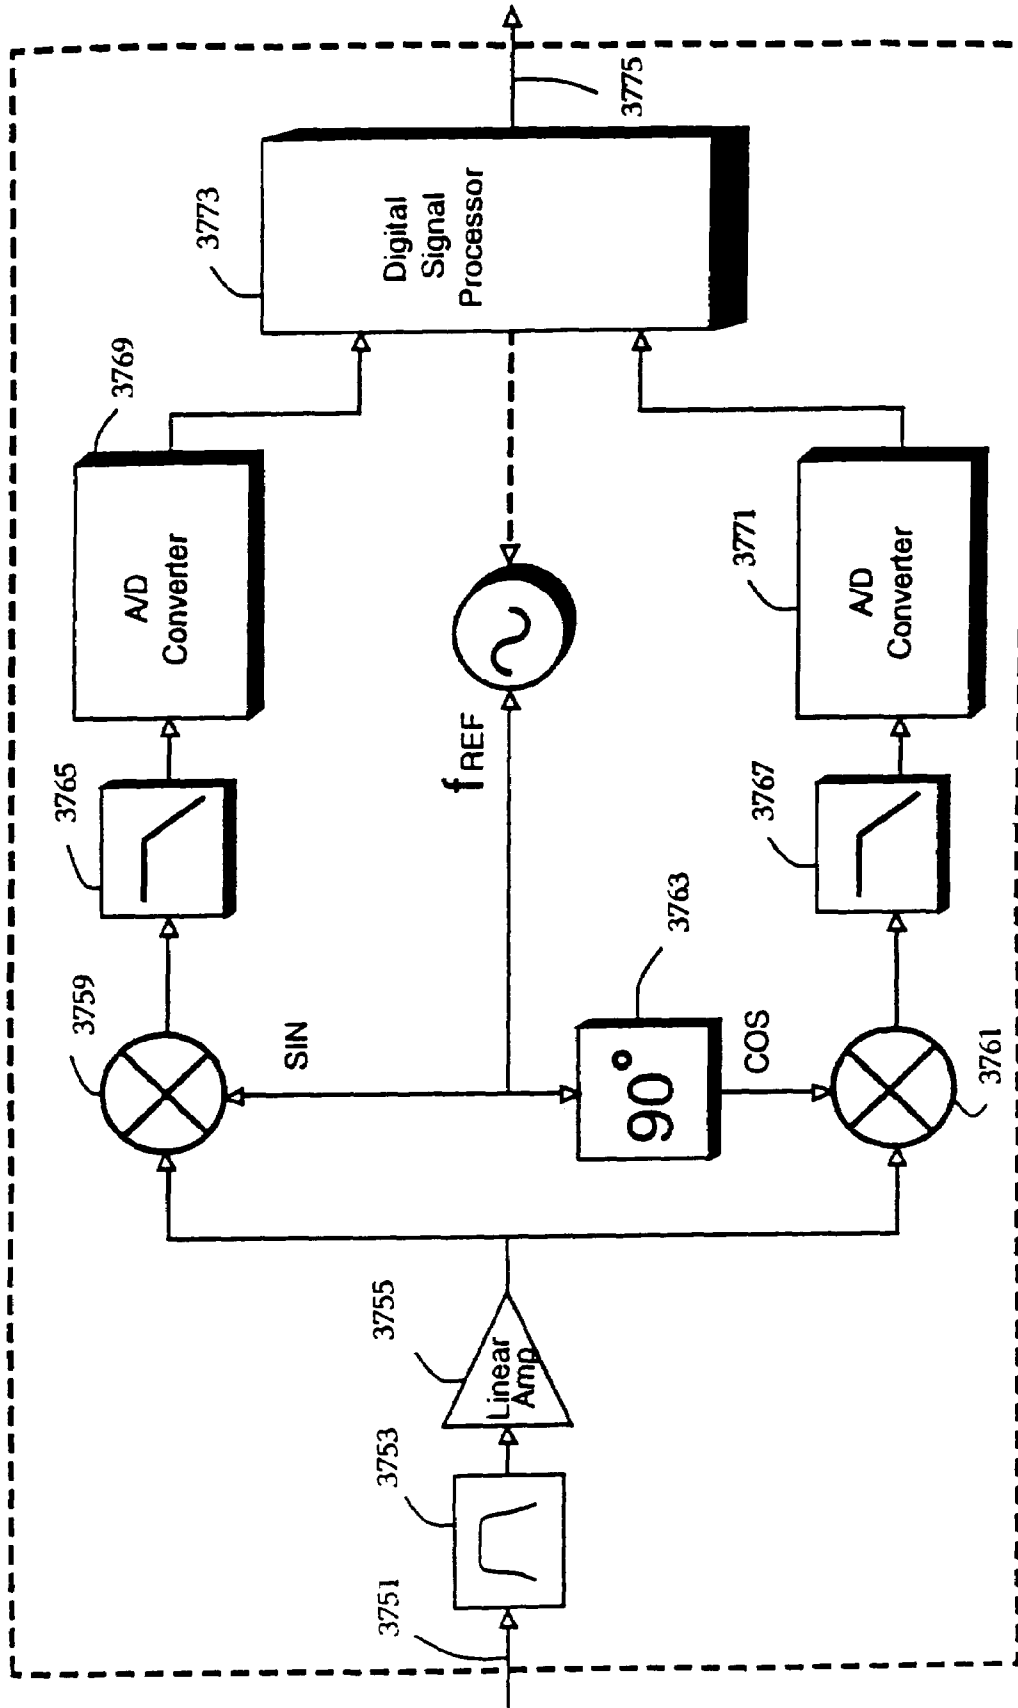 3751
3753
3755
Linear
Amp
3759
SIN
90°
3763
COS
3761
3765
fREF
3767
3769
A/D
Converter
3771
A/D
Converter
3773
Digital
Signal
Processor
3775